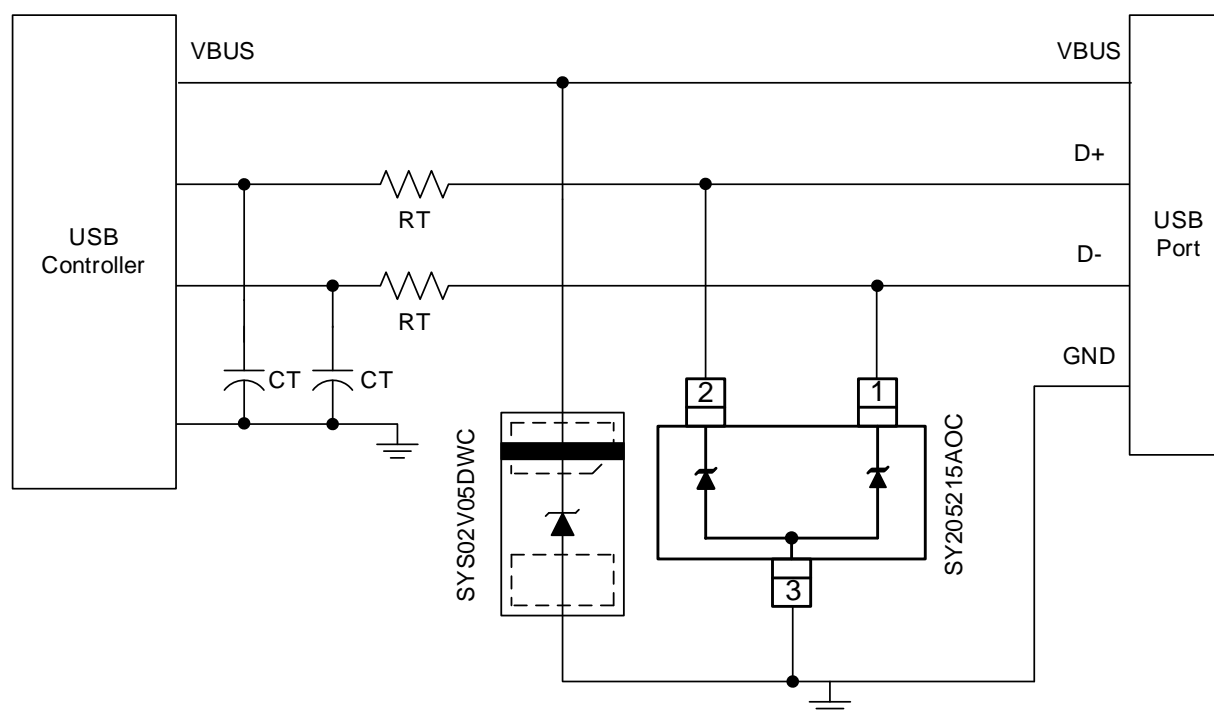 VBUS
VBUS
D+
RT
USB
Controller
USB
Port
D-
RT
GND
CT
CT
2
1
SYS02V05DWC
SY205215AOC
3